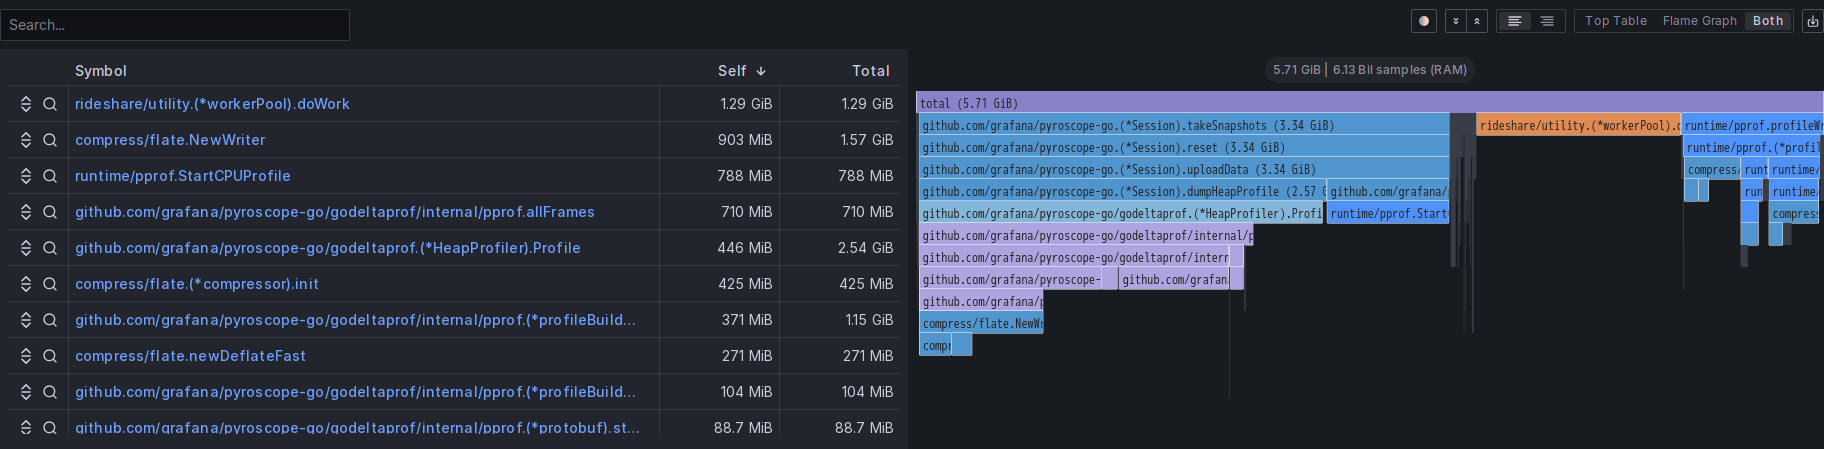 Search...
Top Table Flame Graph Both
Symbol Self Total
rideshare/utility.(*workerPool).doWork 1.29 GiB 1.29 GiB
compress/flate.NewWriter 903 MiB 1.57 GiB
runtime/pprof.StartCPUProfile 788 MiB 788 MiB
github.com/grafana/pyroscope-go/godeltaprof/internal/pprof.allFrames 710 MiB 710 MiB
github.com/grafana/pyroscope-go/godeltaprof.(*HeapProfiler).Profile 446 MiB 2.54 GiB
compress/flate.(*compressor).init 425 MiB 425 MiB
github.com/grafana/pyroscope-go/godeltaprof/internal/pprof.(*profileBuild... 371 MiB 1.15 GiB
compress/flate.newDeflateFast 271 MiB 271 MiB
github.com/grafana/pyroscope-go/godeltaprof/internal/pprof.(*profileBuild... 104 MiB 104 MiB
github.com/grafana/pyroscope-go/godeltaprof/internal/pprof.(*protobuf).st... 88.7 MiB 88.7 MiB
5.71 GiB | 6.13 Bil samples (RAM)
total (5.71 GiB)
github.com/grafana/pyroscope-go.(*Session).takeSnapshots (3.34 GiB) rideshare/utility.(*workerPool).d runtime/pprof.profileWr
github.com/grafana/pyroscope-go.(*Session).reset (3.34 GiB) runtime/pprof.(*profil
github.com/grafana/pyroscope-go.(*Session).uploadData (3.34 GiB) compress/ runt runtime/
github.com/grafana/pyroscope-go.(*Session).dumpHeapProfile (2.57 G github.com/grafana/ run runtime/
github.com/grafana/pyroscope-go/godeltaprof.(*HeapProfiler).Profi runtime/pprof.Start compress
github.com/grafana/pyroscope-go/godeltaprof/internal/p
github.com/grafana/pyroscope-go/godeltaprof/intern
github.com/grafana/pyroscope- github.com/grafana
github.com/grafana/p
compress/flate.NewWr
compr